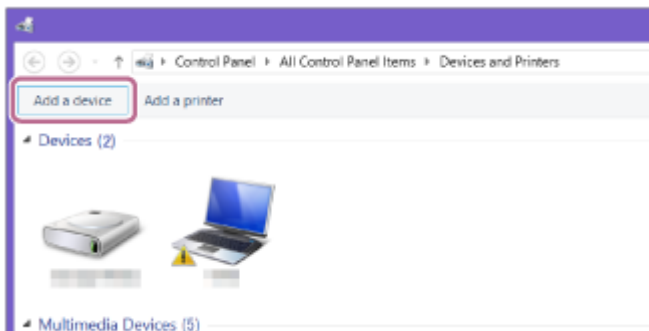 Control Panel ▸ All Control Panel Items ▸ Devices and Printers
Add a device Add a printer
Devices (2)
Multimedia Devices (5)